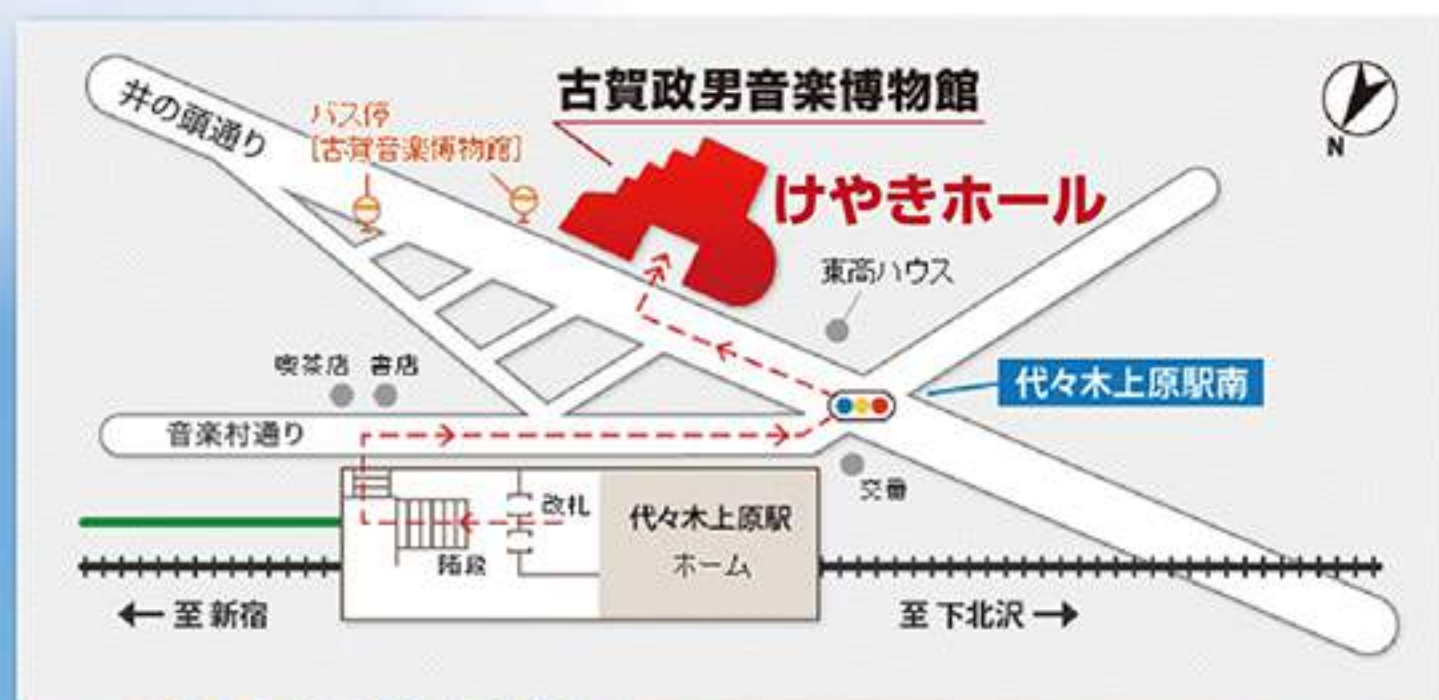 井の頭通り
バス停
[古賀音楽博物館]
古賀政男音楽博物館
けやきホール
N
東高ハウス
喫茶店
書店
代々木上原駅南
音楽村通り
交番
改札
階段
代々木上原駅
ホーム
← 至 新宿
至 下北沢 →